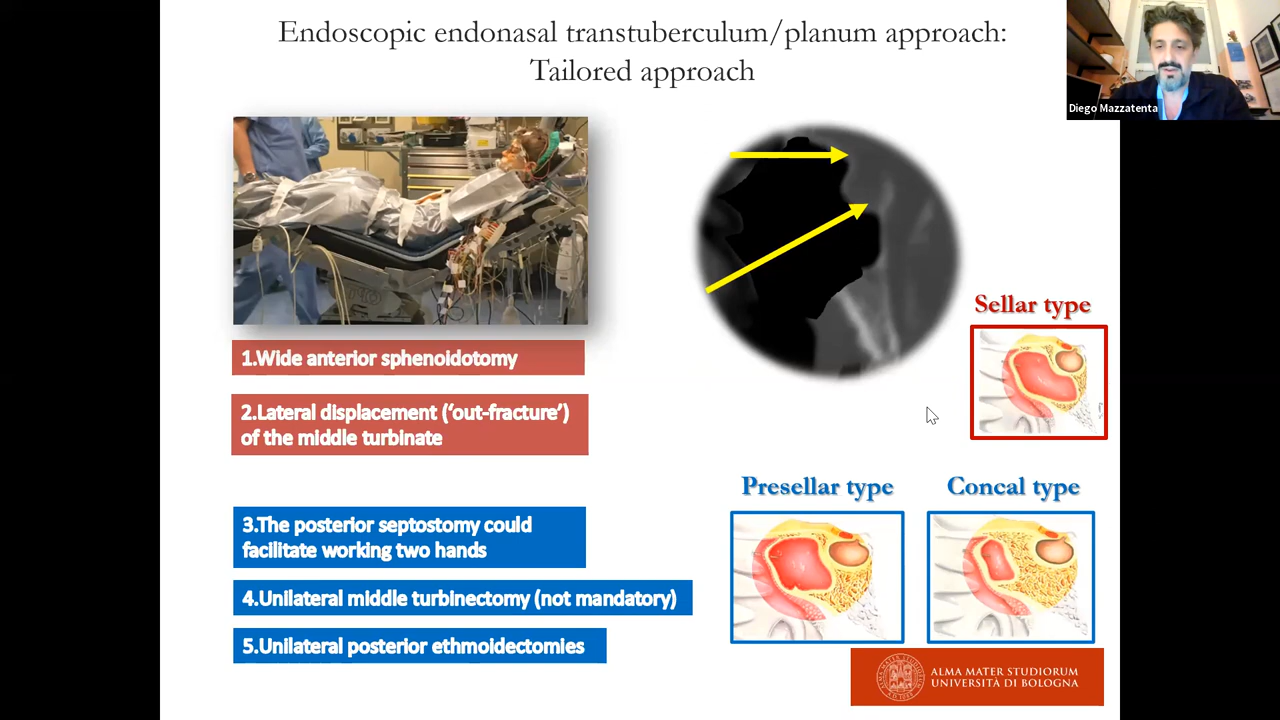 Endoscopic endonasal transtuberculum/planum approach:
Tailored approach
Diego Mazzatenta
1.Wide anterior sphenoidotomy
2.Lateral displacement (‘out-fracture’)
of the middle turbinate
3.The posterior septostomy could
facilitate working two hands
4.Unilateral middle turbinectomy (not mandatory)
5.Unilateral posterior ethmoidectomies
Sellar type
Presellar type
Concal type
ALMA MATER STUDIORUM
UNIVERSITÀ DI BOLOGNA